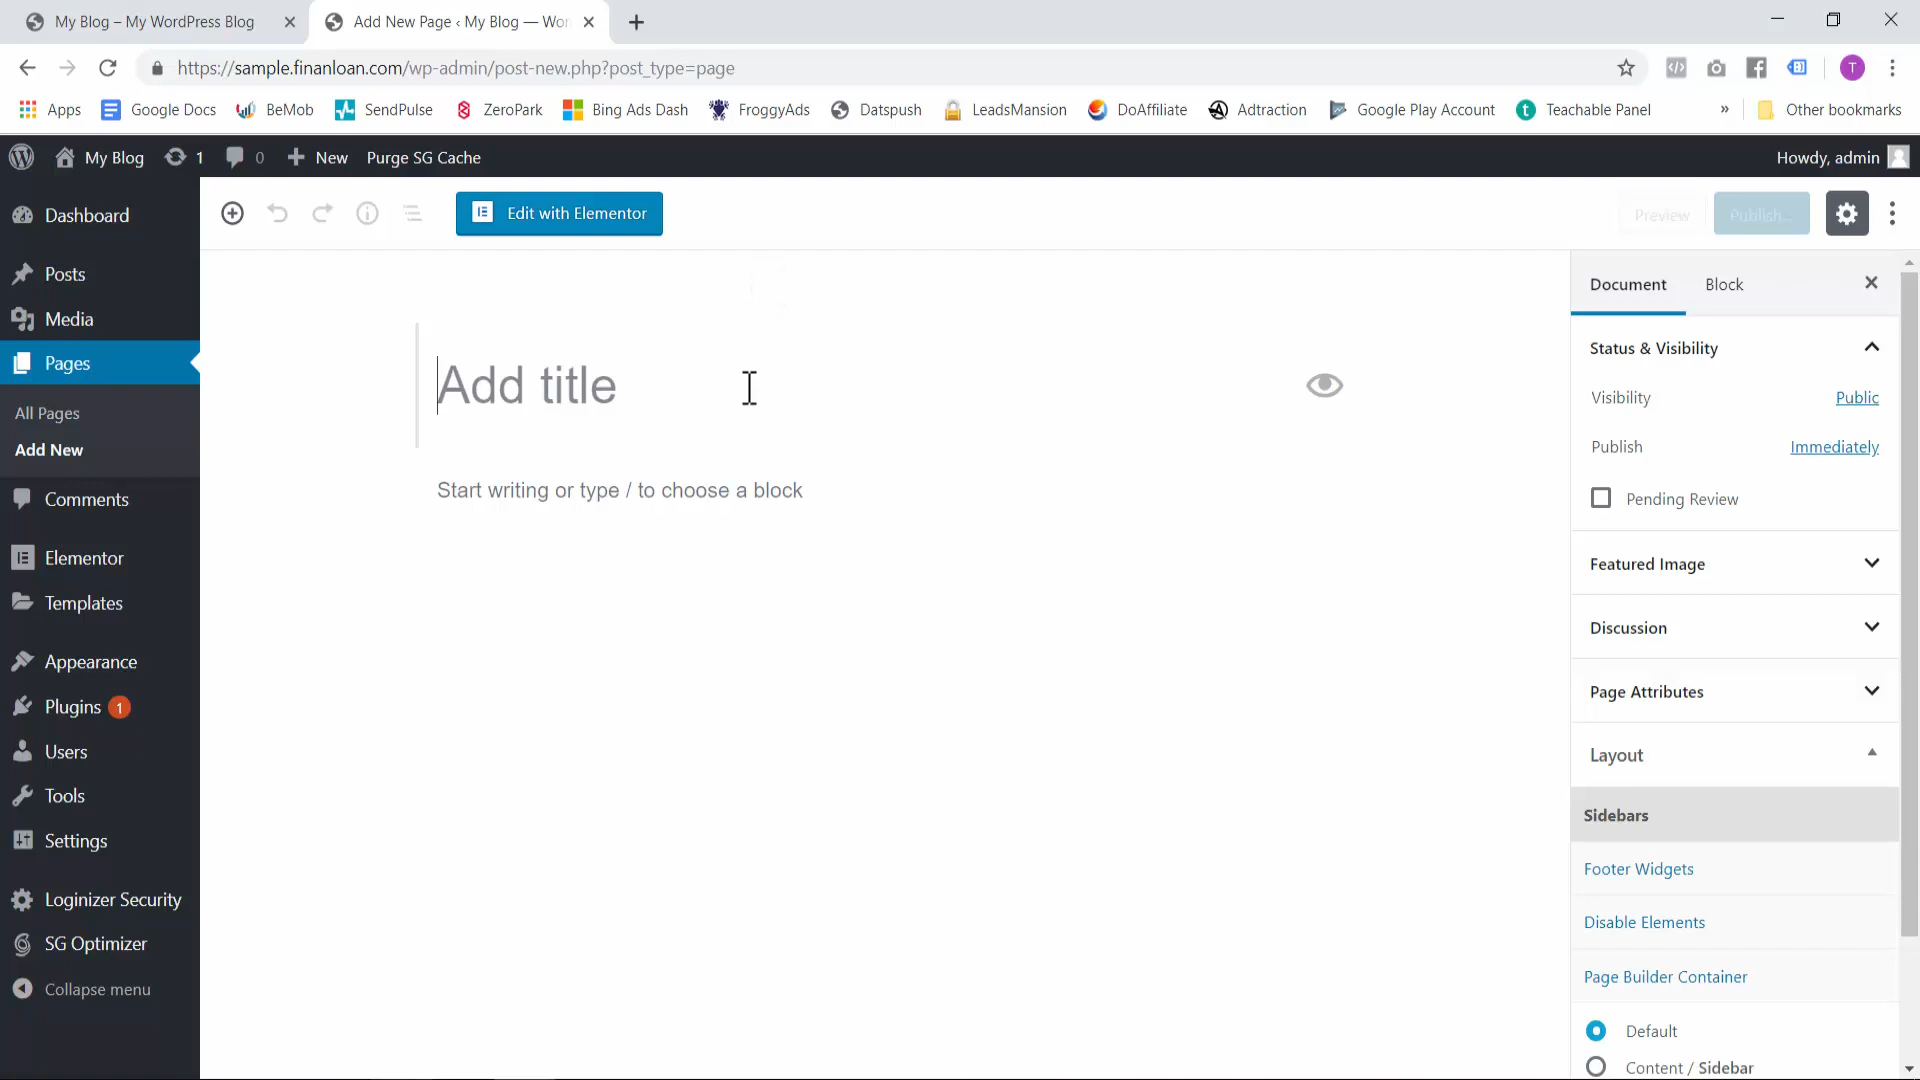 My Blog – My WordPress Blog
Add New Page ‹ My Blog — Wor
https://sample.finanloan.com/wp-admin/post-new.php?post_type=page
T
Apps
Google Docs
BeMob
SendPulse
ZeroPark
Bing Ads Dash
FroggyAds
Datspush
LeadsMansion
DoAffiliate
Adtraction
Google Play Account
Teachable Panel
»
Other bookmarks
My Blog
1
0
New
Purge SG Cache
Howdy, admin
Dashboard
Posts
Media
Pages
All Pages
Add New
Comments
Elementor
Templates
Appearance
Plugins 1
Users
Tools
Settings
Loginizer Security
SG Optimizer
Collapse menu
Edit with Elementor
Preview
Publish...
Add title
Start writing or type / to choose a block
Document
Block
Status & Visibility
Visibility
Public
Publish
Immediately
Pending Review
Featured Image
Discussion
Page Attributes
Layout
Sidebars
Footer Widgets
Disable Elements
Page Builder Container
Default
Content / Sidebar